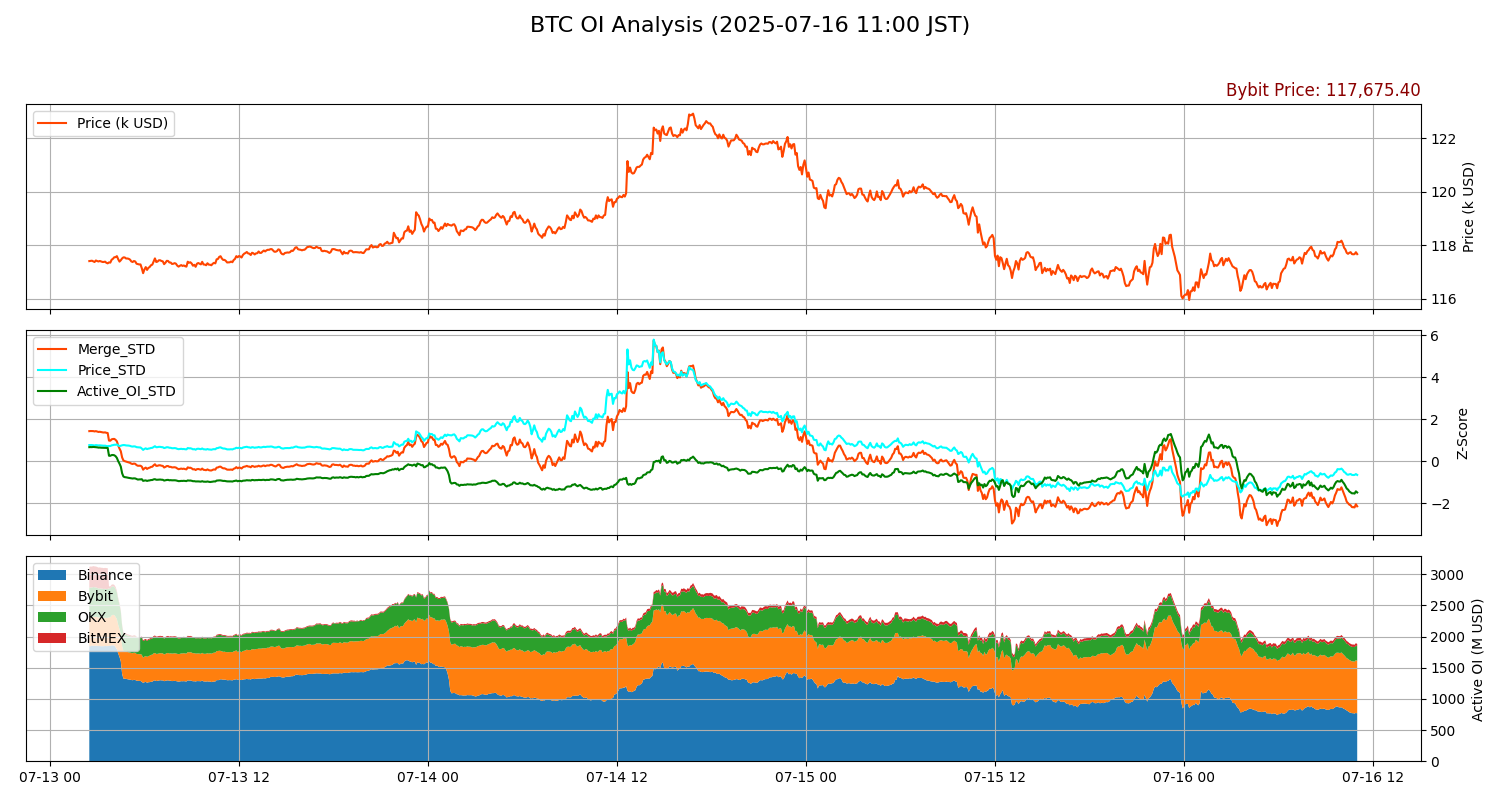 BTC OI Analysis (2025-07-16 11:00 JST)
Bybit Price: 117,675.40
Price (k USD)
122
120
118
116
Price (k USD)
Merge_STD
Price_STD
Active_OI_STD
6
4
2
0
−2
Z-Score
Binance
Bybit
OKX
BitMEX
3000
2500
2000
1500
1000
500
0
Active OI (M USD)
07-13 00 07-13 12 07-14 00 07-14 12 07-15 00 07-15 12 07-16 00 07-16 12